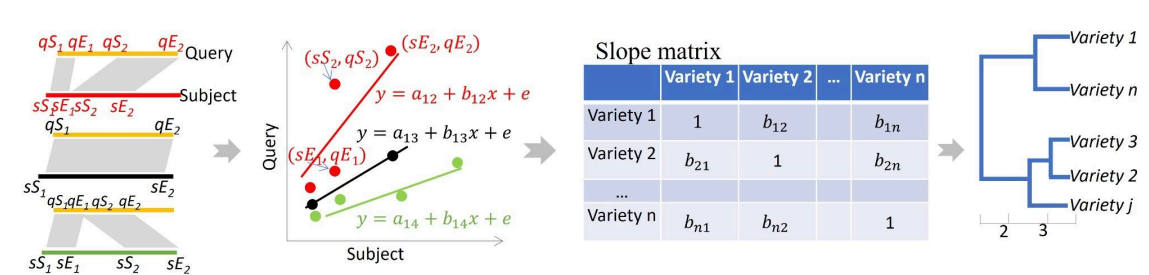 qS1 qE1 qS2 qE2
Query
Subject
sS1 sE1 sS2 sE2
qS1 qE2
sS1 sE2
qS1 qE1 qS2 qE2
sS1 sE1 sS2 sE2
Query
(sS2, qS2)
(sE2, qE2)
y = a12 + b12x + e
y = a13 + b13x + e
(sE1, qE1)
y = a14 + b14x + e
Subject
Slope matrix
Variety 1 Variety 2 ... Variety n
Variety 1 1 b12 b1n
Variety 2 b21 1 b2n
...
Variety n bn1 bn2 1
Variety 1
Variety n
Variety 3
Variety 2
Variety j
2 3